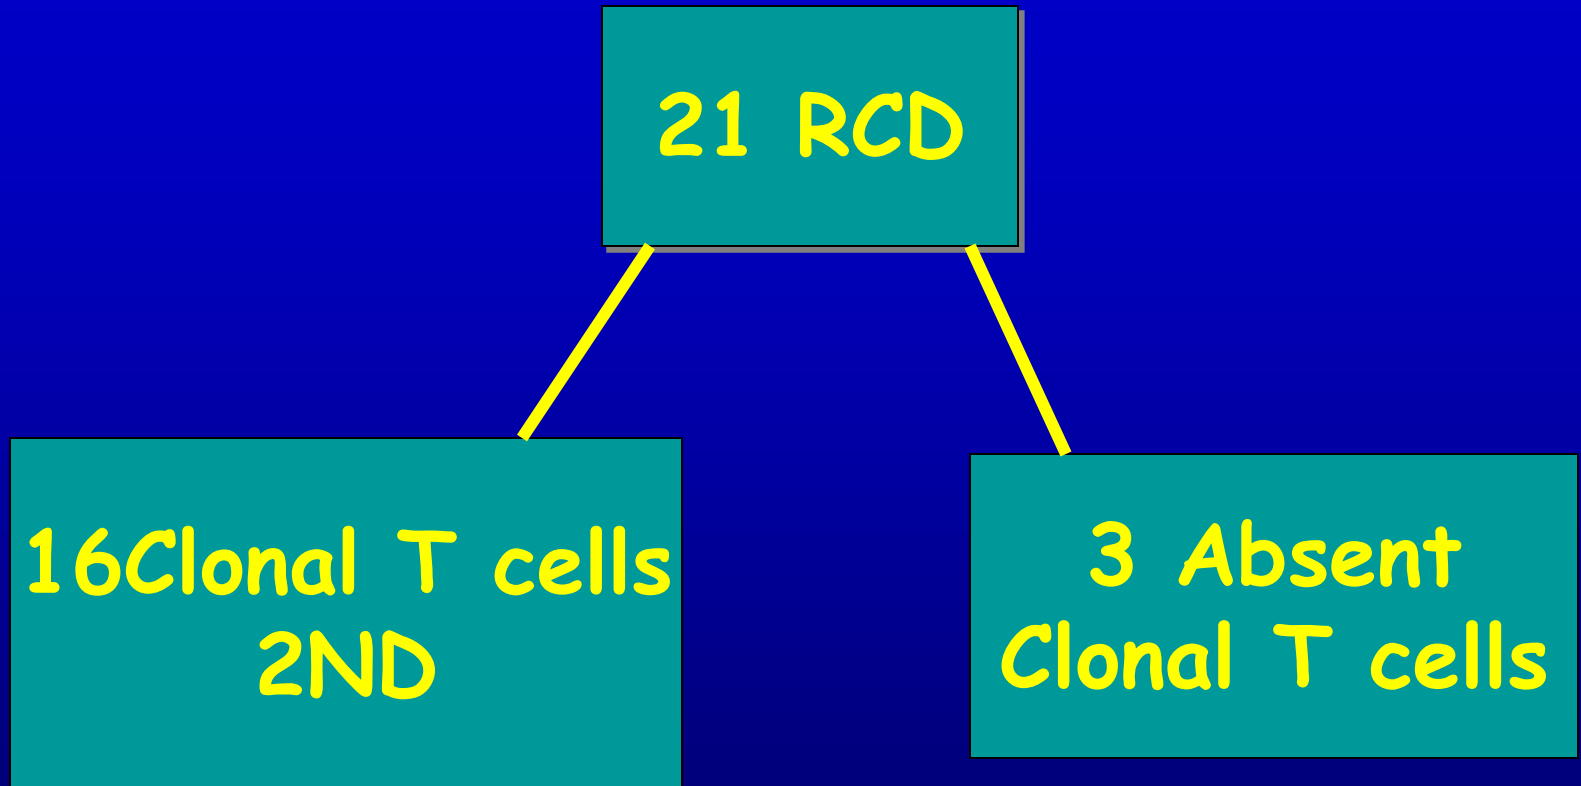 21 RCD
16Clonal T cells
2ND
3 Absent
Clonal T cells